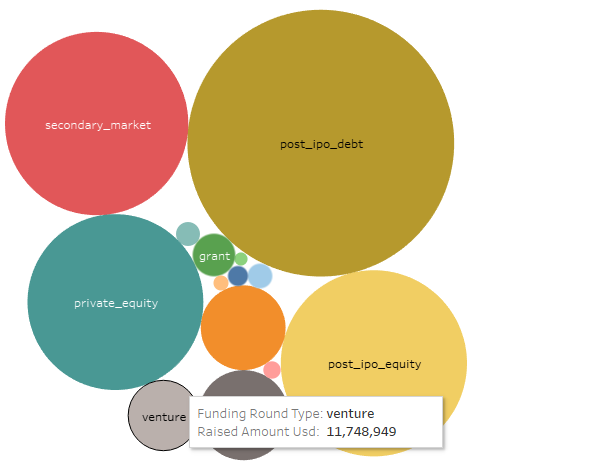 secondary_market
post_ipo_debt
grant
private_equity
post_ipo_equity
venture
Funding Round Type: venture
Raised Amount Usd: 11,748,949